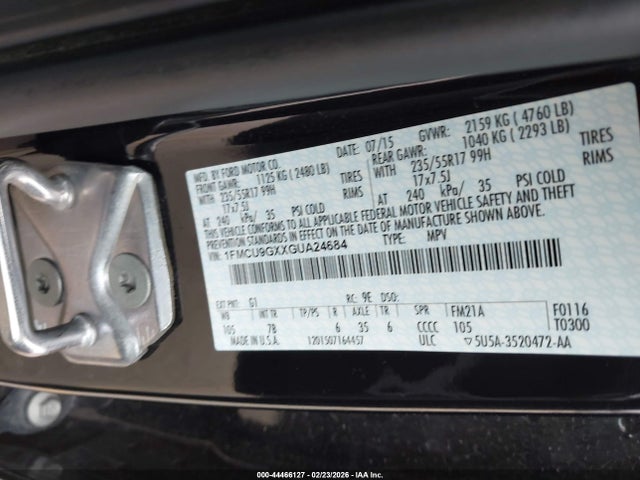 MFD. BY FORD MOTOR CO. DATE: 07/15 GVWR: 2159 KG ( 4760 LB)
FRONT GAWR: 1125 KG ( 2480 LB) REAR GAWR: 1040 KG ( 2293 LB)
WITH 235/55R17 99H TIRES WITH 235/55R17 99H TIRES
17x7.5J RIMS 17x7.5J RIMS
AT 240 kPa/ 35 PSI COLD AT 240 kPa/ 35 PSI COLD
THIS VEHICLE CONFORMS TO ALL APPLICABLE FEDERAL MOTOR VEHICLE SAFETY AND THEFT
PREVENTION STANDARDS IN EFFECT ON THE DATE OF MANUFACTURE SHOWN ABOVE.
VIN: 1FMCU9GXXGUA24684 TYPE: MPV
EXT PNT: G1 RC: 9E DSO:
WB INT TR TP/PS R AXLE TR SPR FM21A F0116
105 7B 6 35 6 CCCC 105 T0300
MADE IN U.S.A. 1201507164457 ULC 5U5A-3520472-AA
000-44466127 - 02/23/2026 - IAA Inc.